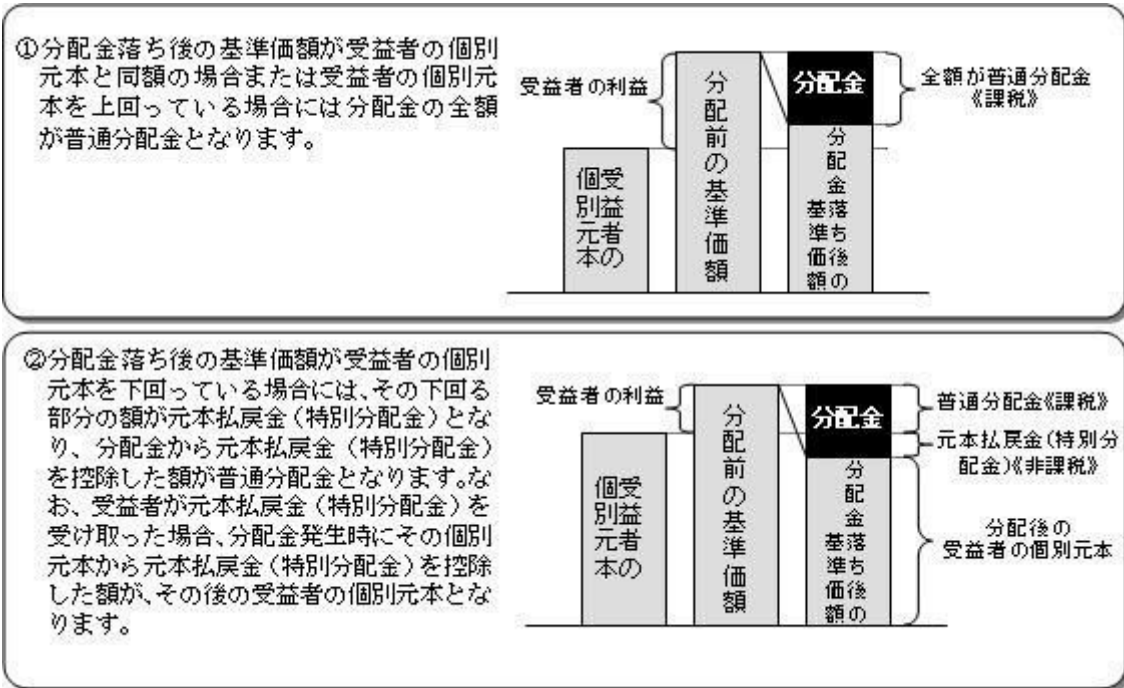 ①分配金落ち後の基準価額が受益者の個別
元本と同額の場合または受益者の個別元
本を上回っている場合には分配金の全額
が普通分配金となります。
受益者の利益
個別元本
受益者の
分配前の基準価額
分配金
分配金落ち後の
基準価額
全額が普通分配金
《課税》
②分配金落ち後の基準価額が受益者の個別
元本を下回っている場合には、その下回る
部分の額が元本払戻金（特別分配金）とな
り、分配金から元本払戻金（特別分配金）
を控除した額が普通分配金となります。な
お、受益者が元本払戻金（特別分配金）を
受け取った場合、分配金発生時にその個別
元本から元本払戻金（特別分配金）を控除
した額が、その後の受益者の個別元本とな
ります。
受益者の利益
受益者の
個別元本
分配前の基準価額
分配金
分配金落ち後の
基準価額
普通分配金《課税》
元本払戻金（特別分
配金）《非課税》
分配後の
受益者の個別元本